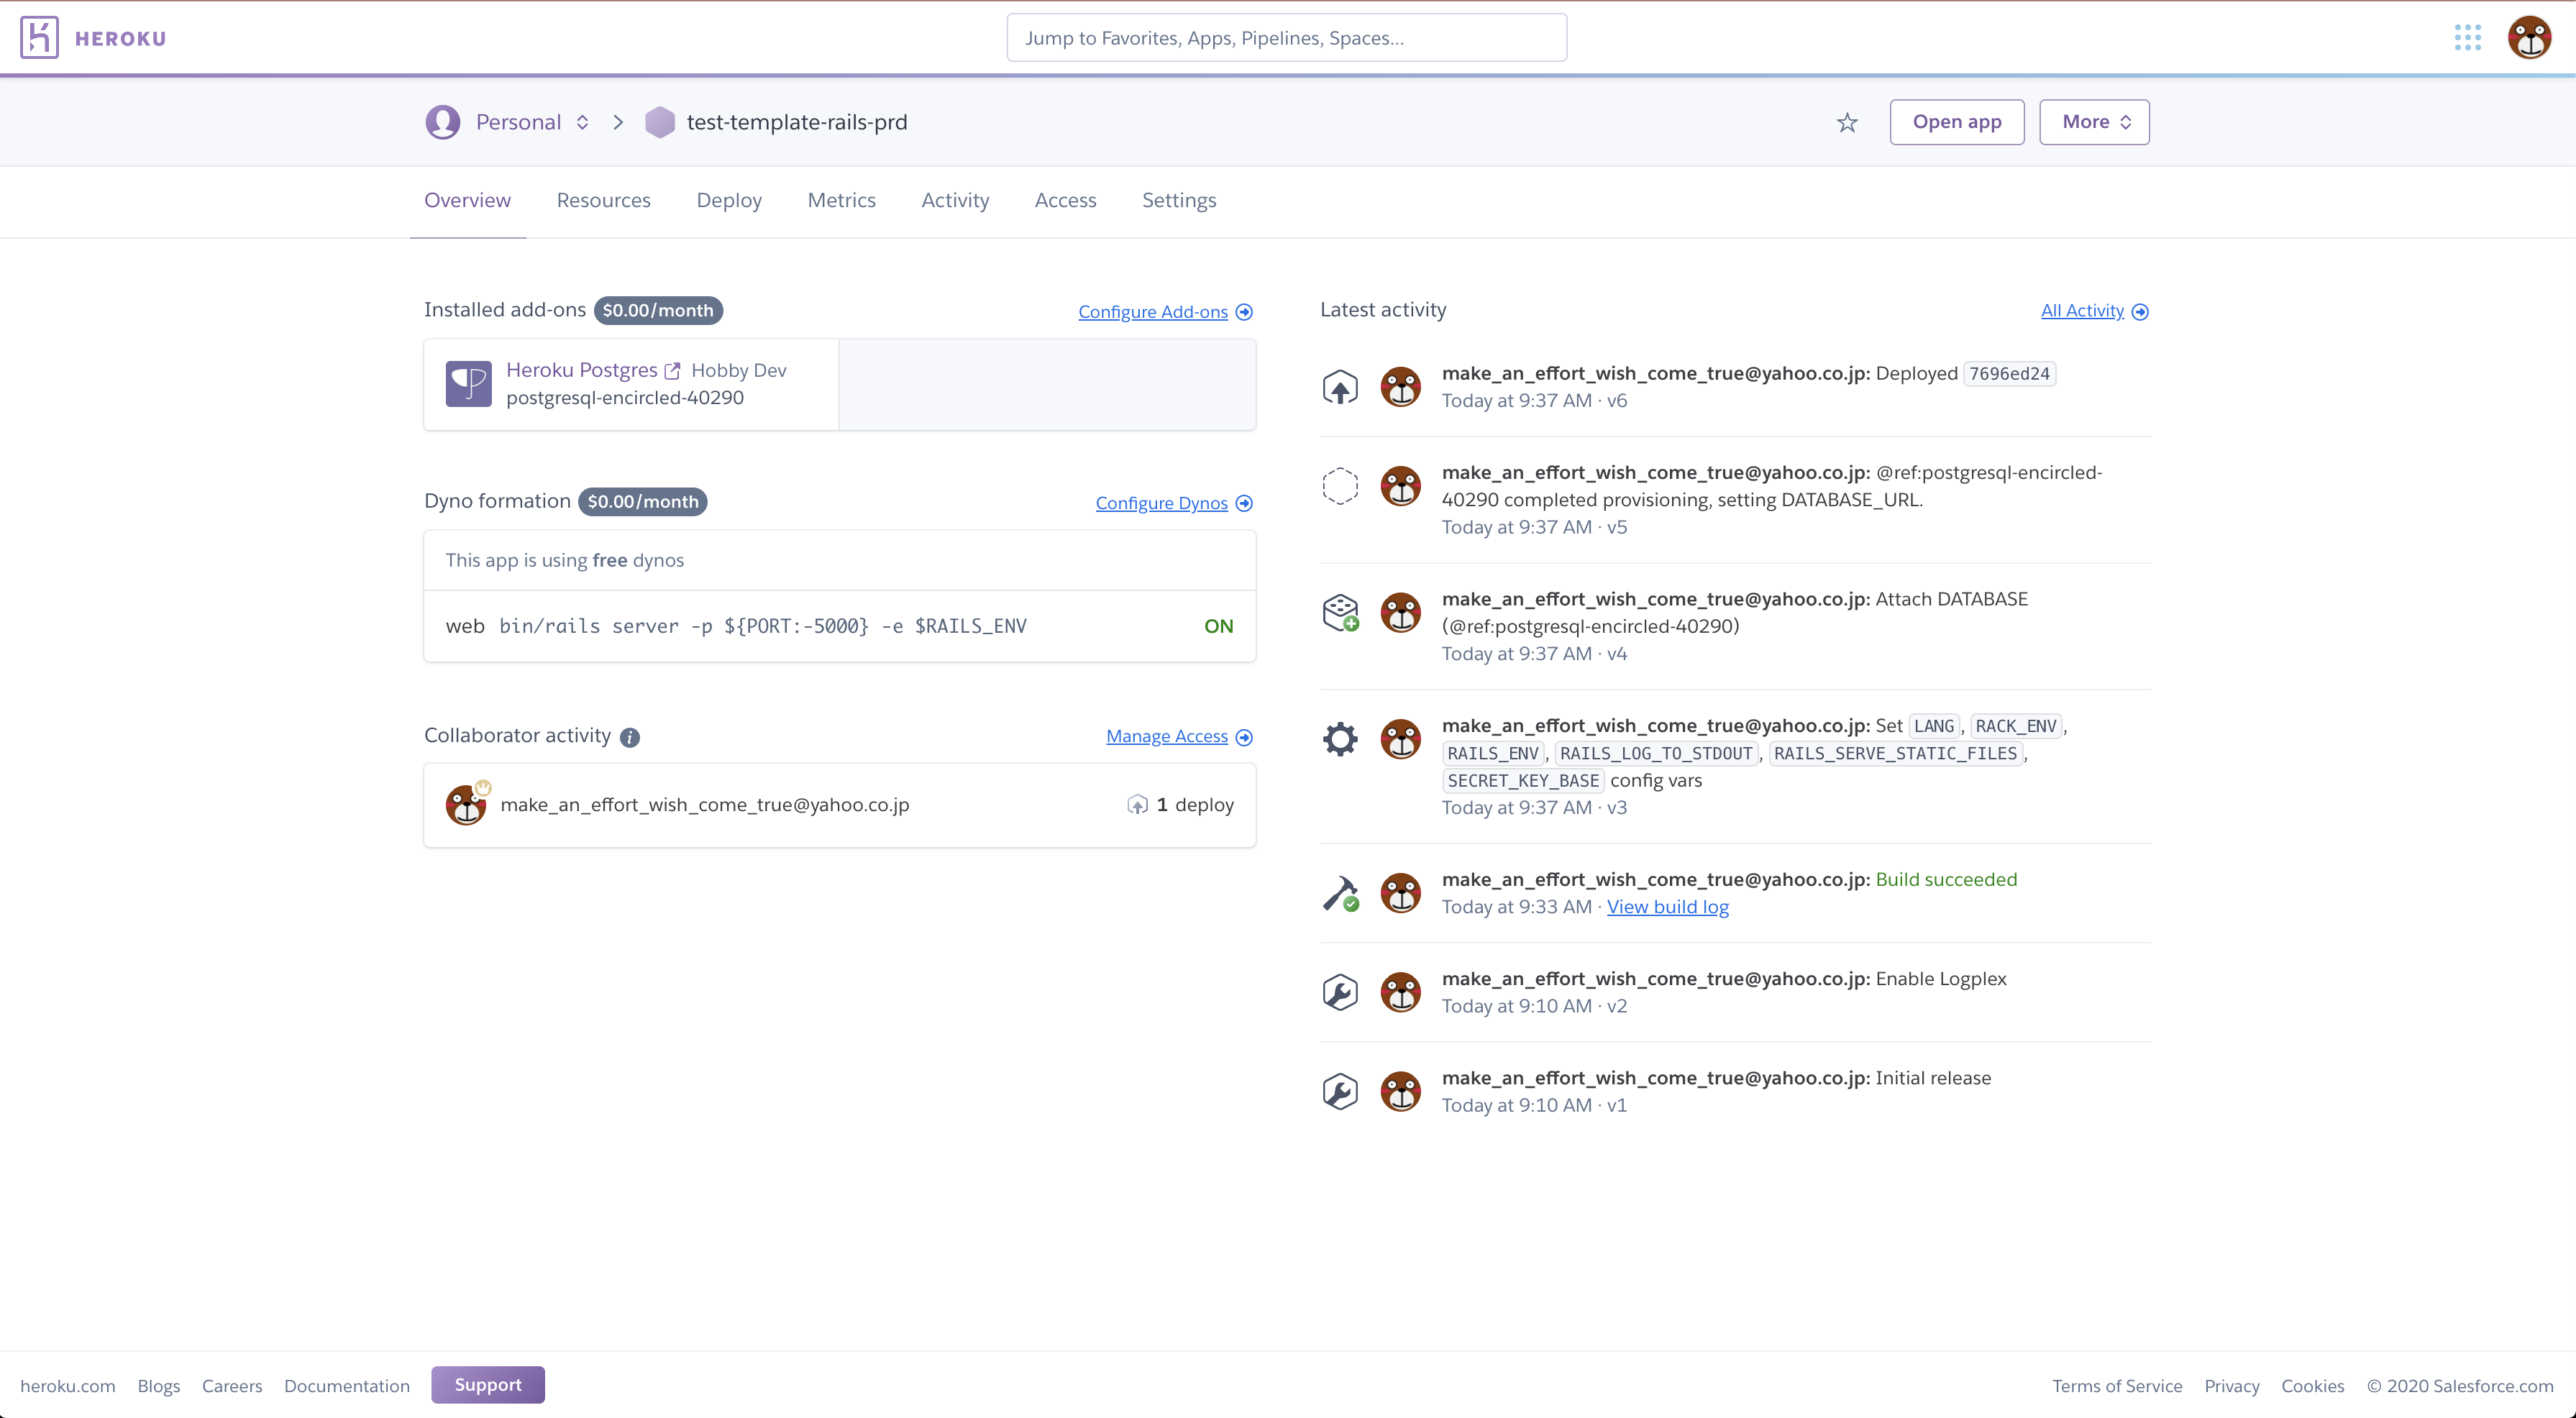 HEROKU
Jump to Favorites, Apps, Pipelines, Spaces...
Personal
test-template-rails-prd
Open app
More
Overview
Resources
Deploy
Metrics
Activity
Access
Settings
Installed add-ons $0.00/month
Configure Add-ons
Heroku Postgres Hobby Dev
postgresql-encircled-40290
Dyno formation $0.00/month
Configure Dynos
This app is using free dynos
web bin/rails server -p ${PORT:-5000} -e $RAILS_ENV
ON
Collaborator activity
Manage Access
make_an_effort_wish_come_true@yahoo.co.jp
1 deploy
Latest activity
All Activity
make_an_effort_wish_come_true@yahoo.co.jp: Deployed 7696ed24
Today at 9:37 AM · v6
make_an_effort_wish_come_true@yahoo.co.jp: @ref:postgresql-encircled-
40290 completed provisioning, setting DATABASE_URL.
Today at 9:37 AM · v5
make_an_effort_wish_come_true@yahoo.co.jp: Attach DATABASE
(@ref:postgresql-encircled-40290)
Today at 9:37 AM · v4
make_an_effort_wish_come_true@yahoo.co.jp: Set LANG, RACK_ENV,
RAILS_ENV, RAILS_LOG_TO_STDOUT, RAILS_SERVE_STATIC_FILES,
SECRET_KEY_BASE config vars
Today at 9:37 AM · v3
make_an_effort_wish_come_true@yahoo.co.jp: Build succeeded
Today at 9:33 AM · View build log
make_an_effort_wish_come_true@yahoo.co.jp: Enable Logplex
Today at 9:10 AM · v2
make_an_effort_wish_come_true@yahoo.co.jp: Initial release
Today at 9:10 AM · v1
heroku.com
Blogs
Careers
Documentation
Support
Terms of Service
Privacy
Cookies
© 2020 Salesforce.com